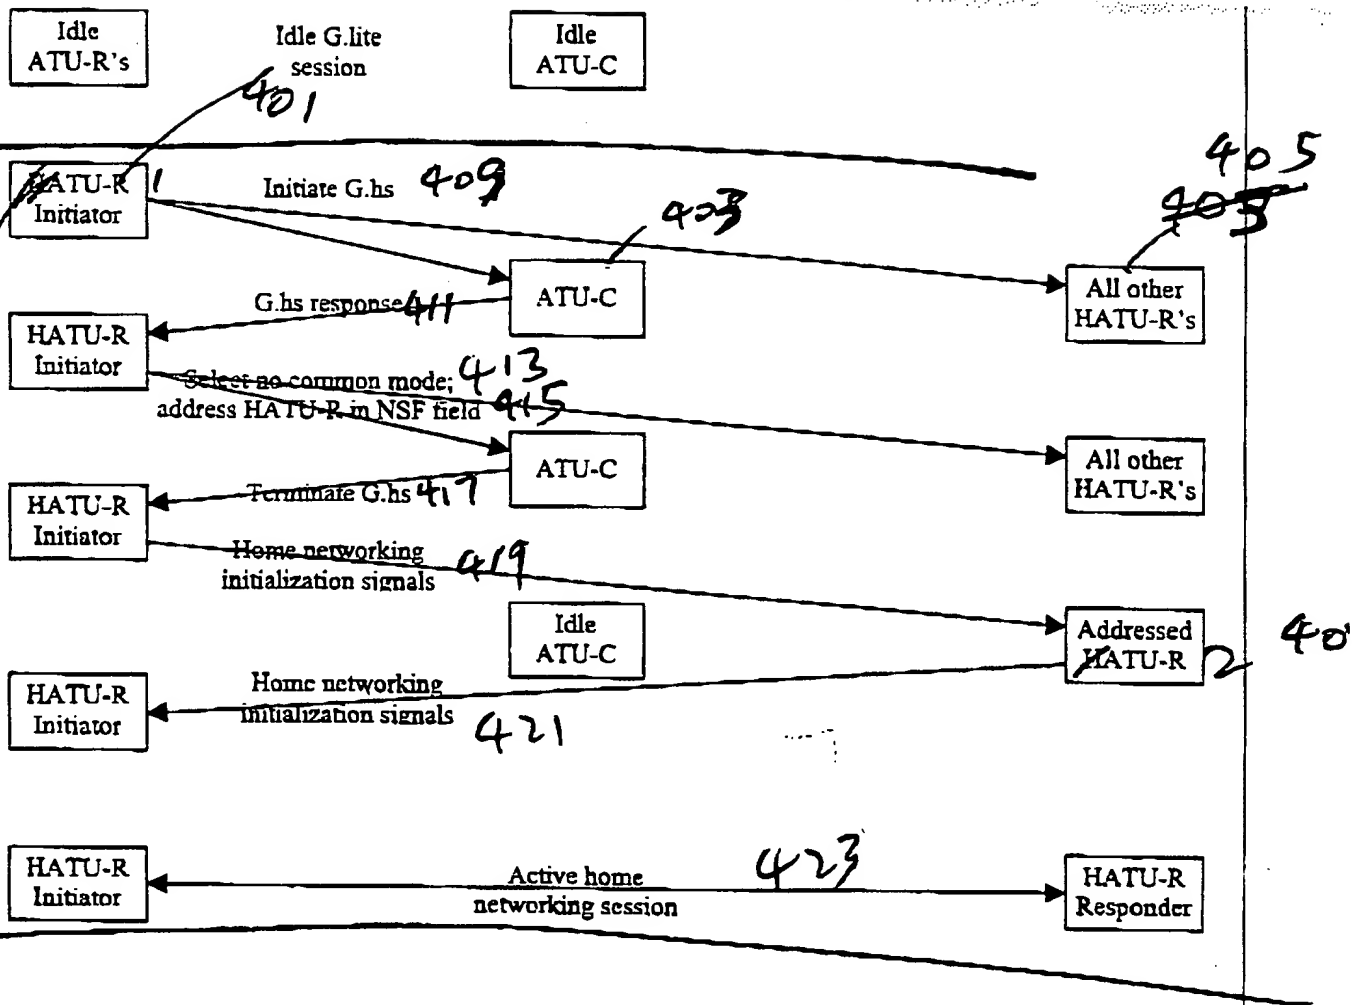 Idle
ATU-R's
Idle G.lite
session
Idle
ATU-C
401
405
HATU-R 1
Initiator
Initiate G.hs 409
403
403
ATU-C
All other
HATU-R's
G.hs response 411
HATU-R
Initiator
Select no common mode; 413
address HATU-R in NSF field 415
ATU-C
All other
HATU-R's
Terminate G.hs 417
HATU-R
Initiator
Home networking
initialization signals 419
Idle
ATU-C
Addressed
HATU-R 2
HATU-R
Initiator
Home networking
initialization signals
421
HATU-R
Initiator
Active home
networking session
423
HATU-R
Responder